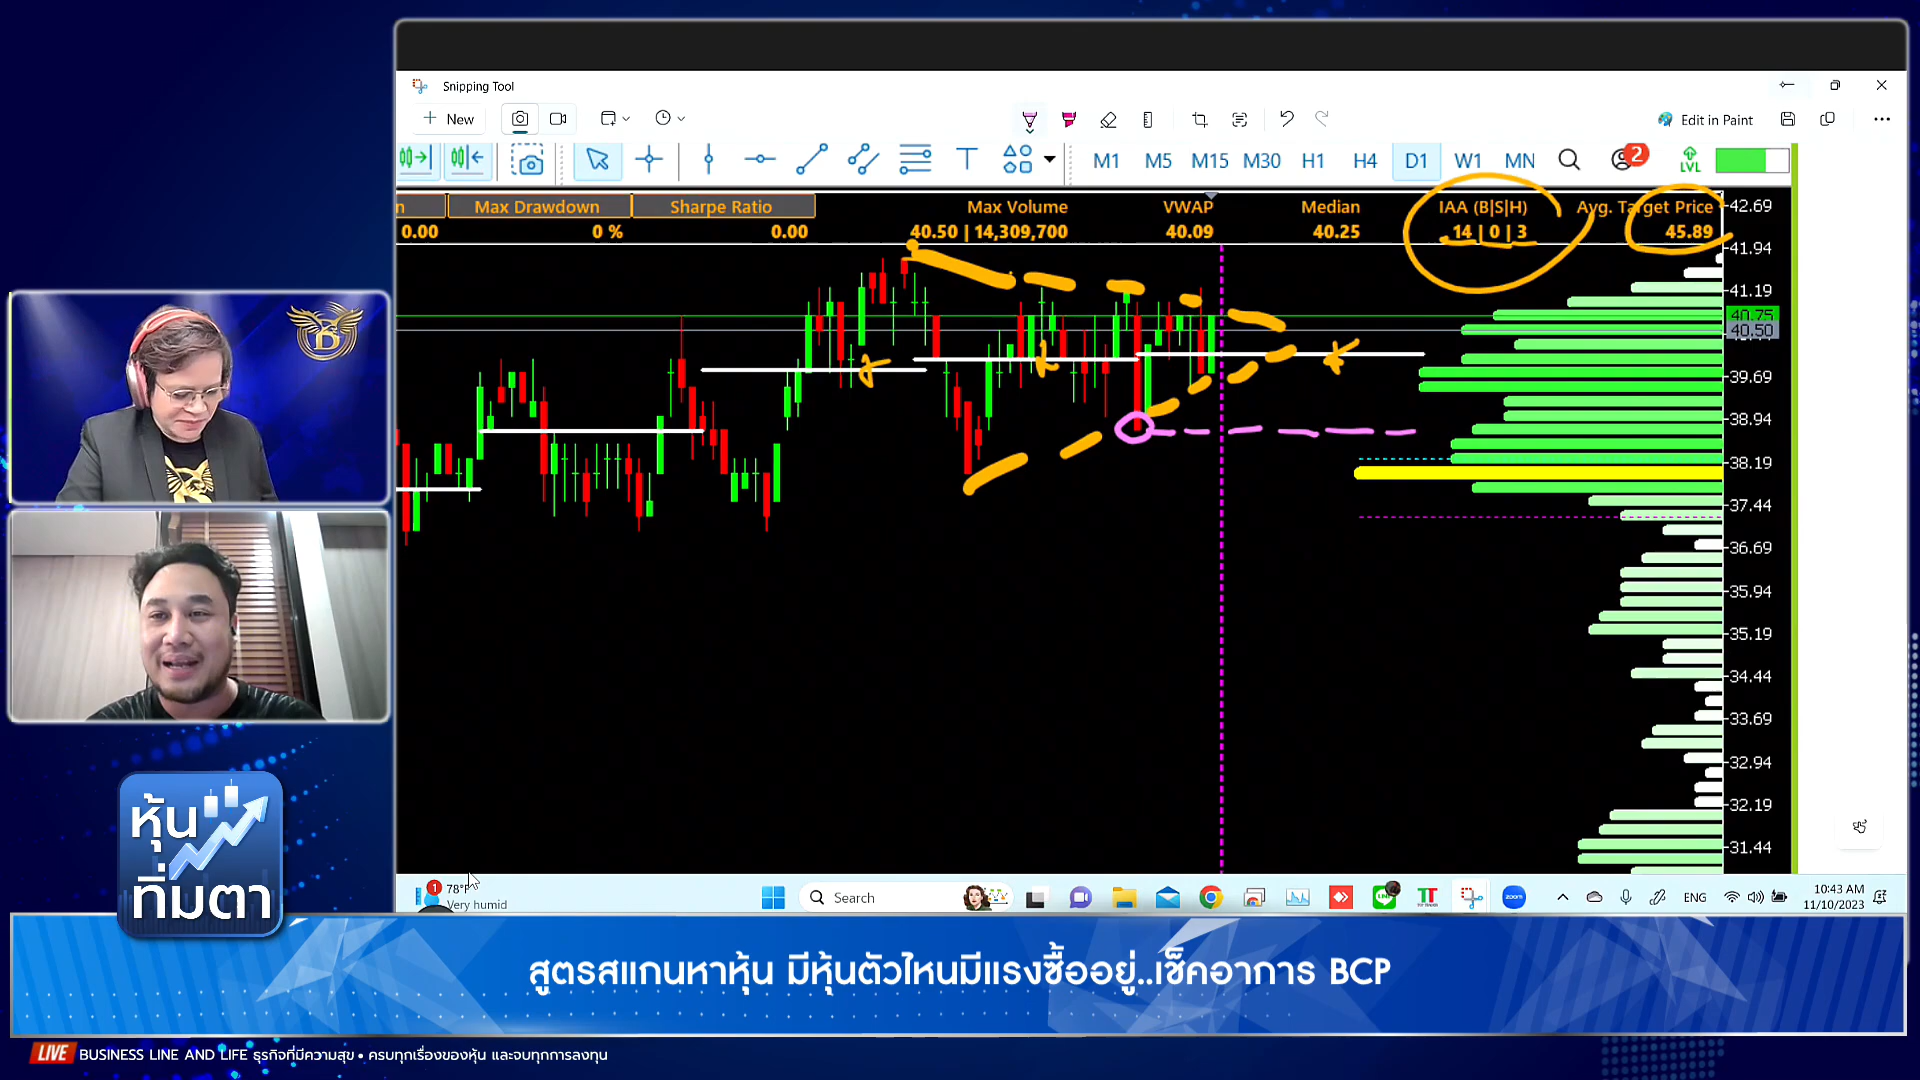 Snipping Tool
New
Edit in Paint
M1 M5 M15 M30 H1 H4 D1 W1 MN
2
LVL
n Max Drawdown Sharpe Ratio Max Volume VWAP Median IAA (B|S|H) Avg. Target Price
0.00 0 % 0.00 40.50 | 14,309,700 40.09 40.25 14 | 0 | 3 45.89
42.69
41.94
41.19
40.75
40.50
39.69
38.94
38.19
37.44
36.69
35.94
35.19
34.44
33.69
32.94
32.19
31.44
B
หุ้น
ทิ่มตา
1
78°F
Very humid
Search
zoom
ENG
10:43 AM
11/10/2023
สูตรสแกนหาหุ้น มีหุ้นตัวไหนมีแรงซื้ออยู่..เช็คอาการ BCP
LIVE BUSINESS LINE AND LIFE ธุรกิจที่มีความสุข • ครบทุกเรื่องของหุ้น และจบทุกการลงทุน